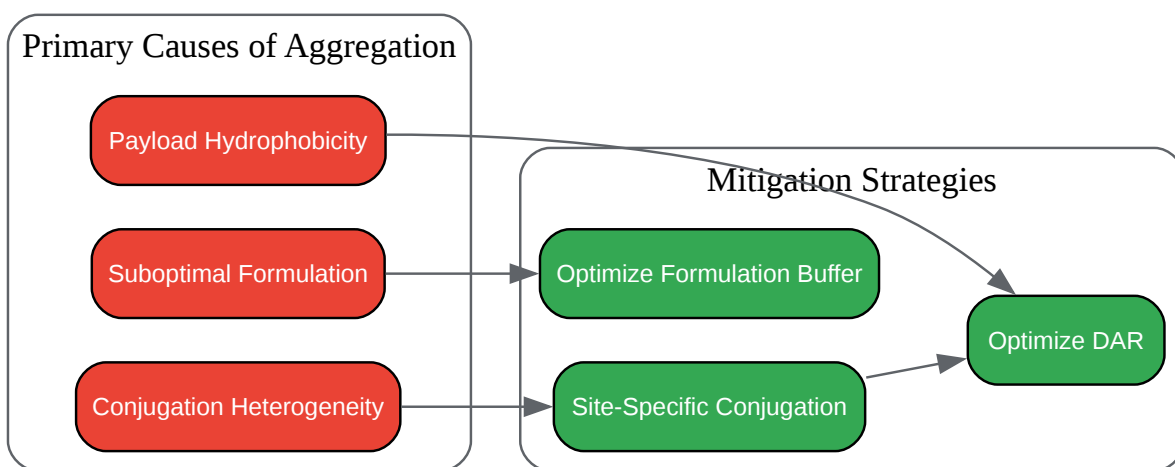 Primary Causes of Aggregation
Payload Hydrophobicity
Suboptimal Formulation
Conjugation Heterogeneity
Mitigation Strategies
Optimize Formulation Buffer
Site-Specific Conjugation
Optimize DAR